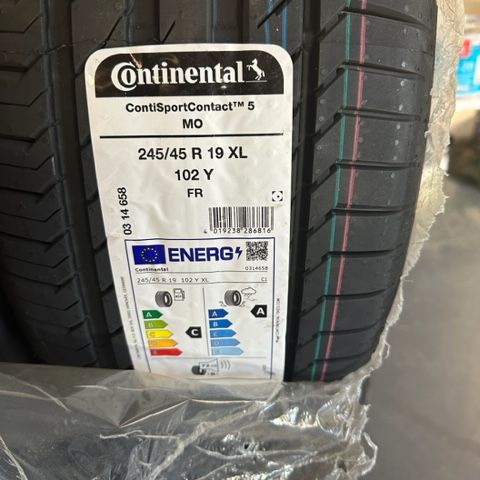 Continental
ContiSportContact™ 5
MO
245/45 R 19 XL
102 Y
FR
03 14 658
4 019238 286816
ENERG
Continental
0314658
245/45 R 19 102 Y XL
C1
A
B
C
C
A